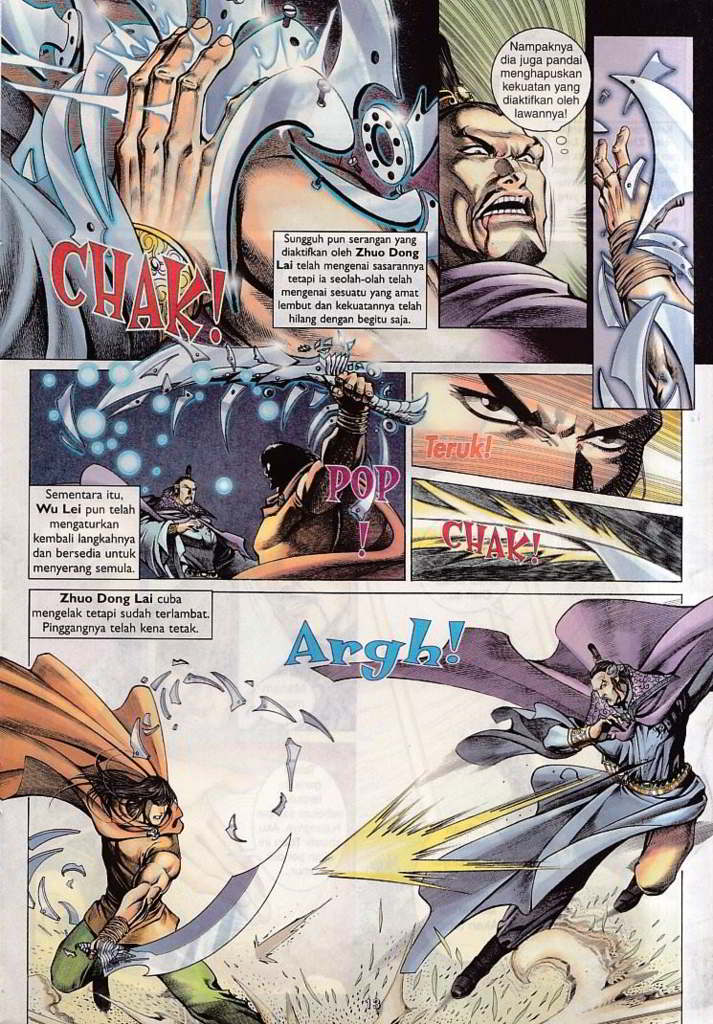 CHAK!
Sungguh pun serangan yang
diaktifkan oleh Zhuo Dong
Lai telah mengenai sasarannya
tetapi ia seolah-olah telah
mengenai sesuatu yang amat
lembut dan kekuatannya telah
hilang dengan begitu saja.
Nampaknya
dia juga pandai
menghapuskan
kekuatan yang
diaktifkan oleh
lawannya!
Sementara itu,
Wu Lei pun telah
mengaturkan
kembali langkahnya
dan bersedia untuk
menyerang semula.
POP
!
Teruk!
CHAK!
Zhuo Dong Lai cuba
mengelak tetapi sudah terlambat.
Pinggangnya telah kena tetak.
Argh!
13